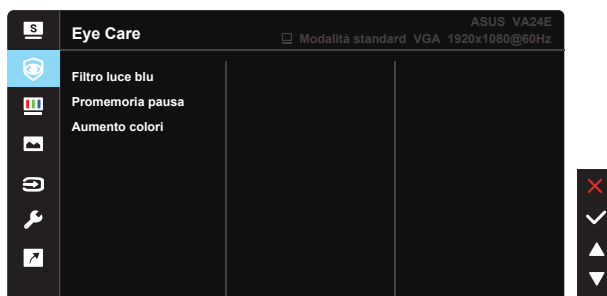 S
Eye Care
ASUS VA24E
Modalità standard VGA 1920x1080@60Hz
Filtro luce blu
Promemoria pausa
Aumento colori